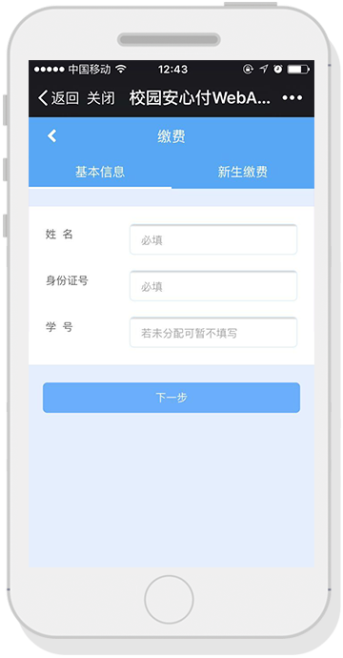 中国移动 12:43
返回 关闭 校园安心付WebA...
缴费
基本信息 新生缴费
姓 名 必填
身份证号 必填
学 号 若未分配可暂不填写
下一步